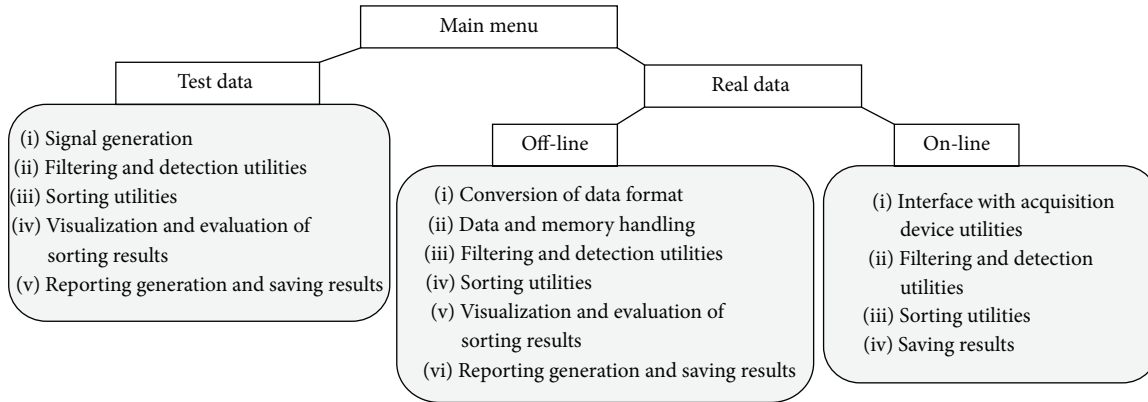 Main menu
Test data
(i) Signal generation
(ii) Filtering and detection utilities
(iii) Sorting utilities
(iv) Visualization and evaluation of
sorting results
(v) Reporting generation and saving results
Real data
Off-line
(i) Conversion of data format
(ii) Data and memory handling
(iii) Filtering and detection utilities
(iv) Sorting utilities
(v) Visualization and evaluation of
sorting results
(vi) Reporting generation and saving results
On-line
(i) Interface with acquisition
device utilities
(ii) Filtering and detection
utilities
(iii) Sorting utilities
(iv) Saving results